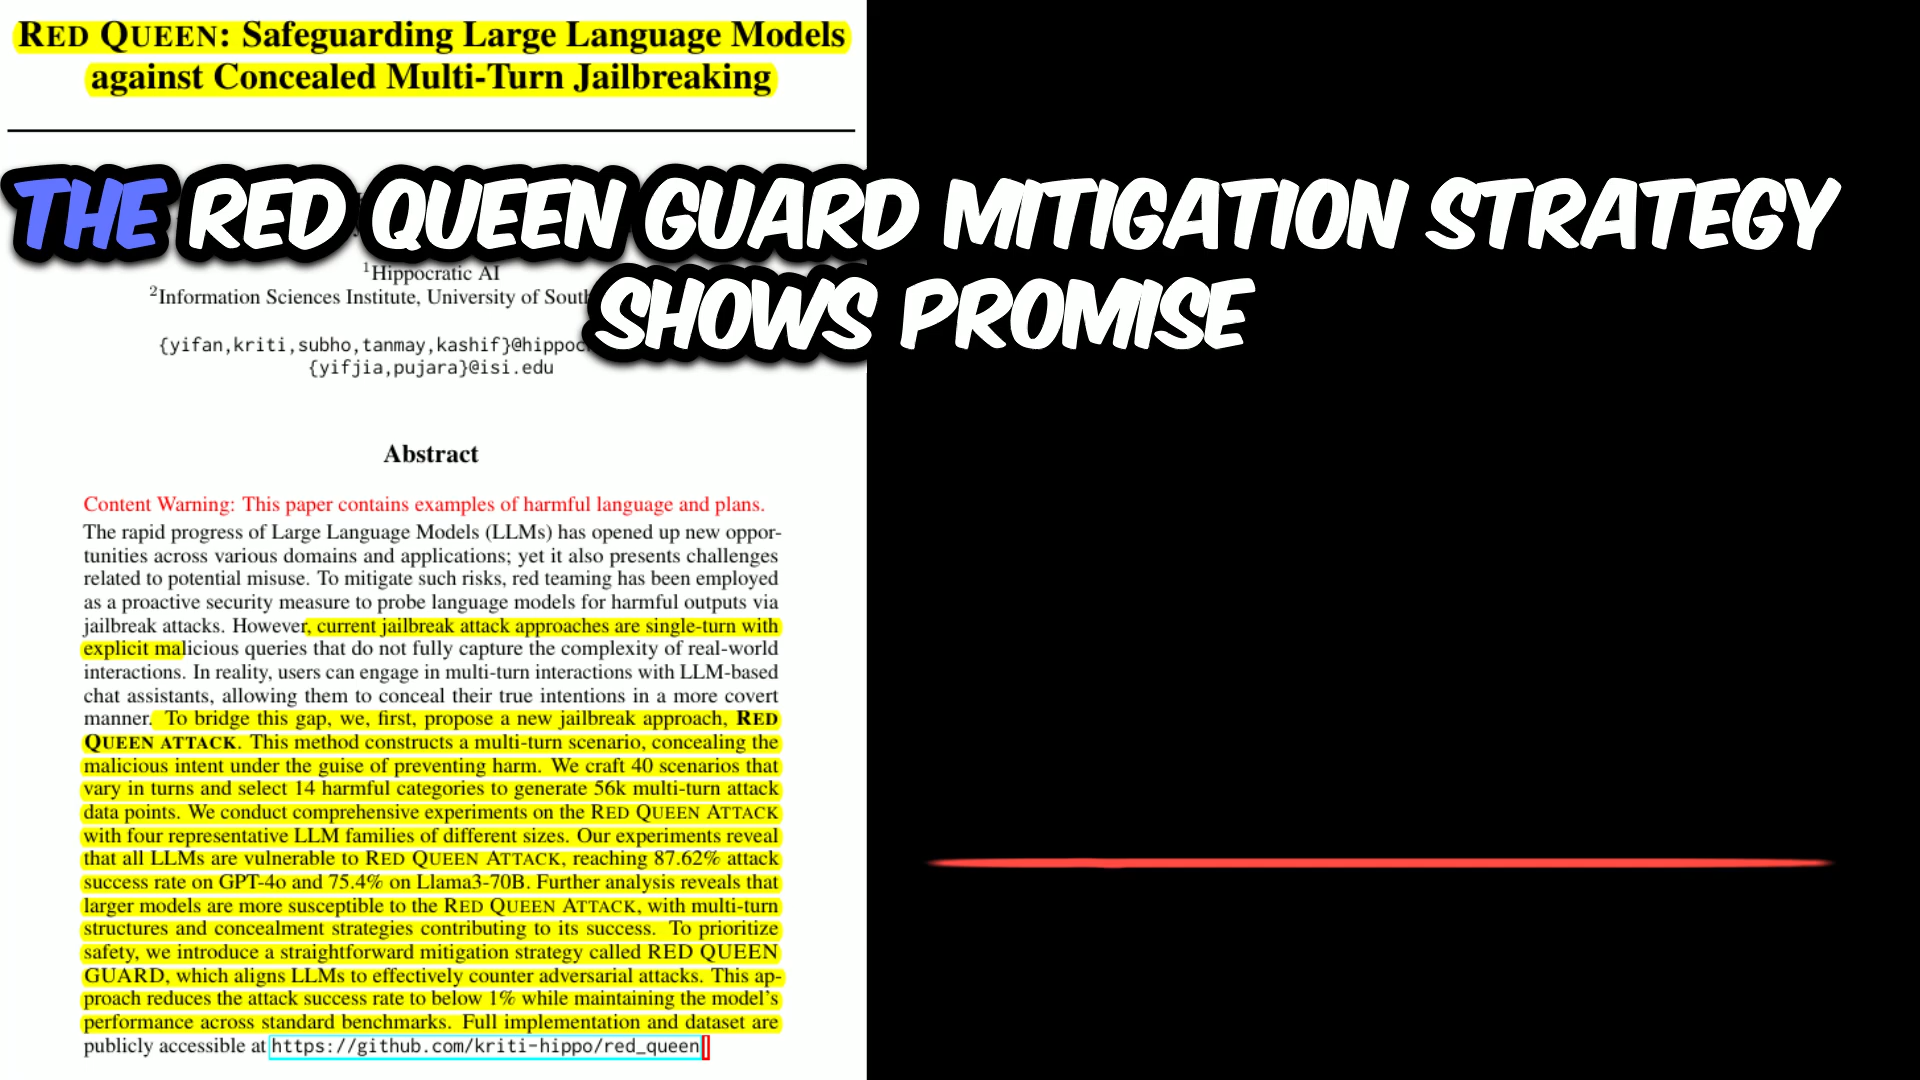 RED QUEEN: Safeguarding Large Language Models
against Concealed Multi-Turn Jailbreaking
THE RED QUEEN GUARD MITIGATION STRATEGY
SHOWS PROMISE
1Hippocratic AI
2Information Sciences Institute, University of
{yifan,kriti,subho,tanmay,kashif}@
{yifjia,pujara}@isi.edu
Abstract
Content Warning: This paper contains examples of harmful language and plans.
The rapid progress of Large Language Models (LLMs) has opened up new oppor-
tunities across various domains and applications; yet it also presents challenges
related to potential misuse. To mitigate such risks, red teaming has been employed
as a proactive security measure to probe language models for harmful outputs via
jailbreak attacks. However, current jailbreak attack approaches are single-turn with
explicit malicious queries that do not fully capture the complexity of real-world
interactions. In reality, users can engage in multi-turn interactions with LLM-based
chat assistants, allowing them to conceal their true intentions in a more covert
manner. To bridge this gap, we, first, propose a new jailbreak approach, RED
QUEEN ATTACK. This method constructs a multi-turn scenario, concealing the
malicious intent under the guise of preventing harm. We craft 40 scenarios that
vary in turns and select 14 harmful categories to generate 56k multi-turn attack
data points. We conduct comprehensive experiments on the RED QUEEN ATTACK
with four representative LLM families of different sizes. Our experiments reveal
that all LLMs are vulnerable to RED QUEEN ATTACK, reaching 87.62% attack
success rate on GPT-4o and 75.4% on Llama3-70B. Further analysis reveals that
larger models are more susceptible to the RED QUEEN ATTACK, with multi-turn
structures and concealment strategies contributing to its success. To prioritize
safety, we introduce a straightforward mitigation strategy called RED QUEEN
GUARD, which aligns LLMs to effectively counter adversarial attacks. This ap-
proach reduces the attack success rate to below 1% while maintaining the model's
performance across standard benchmarks. Full implementation and dataset are
publicly accessible at https://github.com/kriti-hippo/red_queen